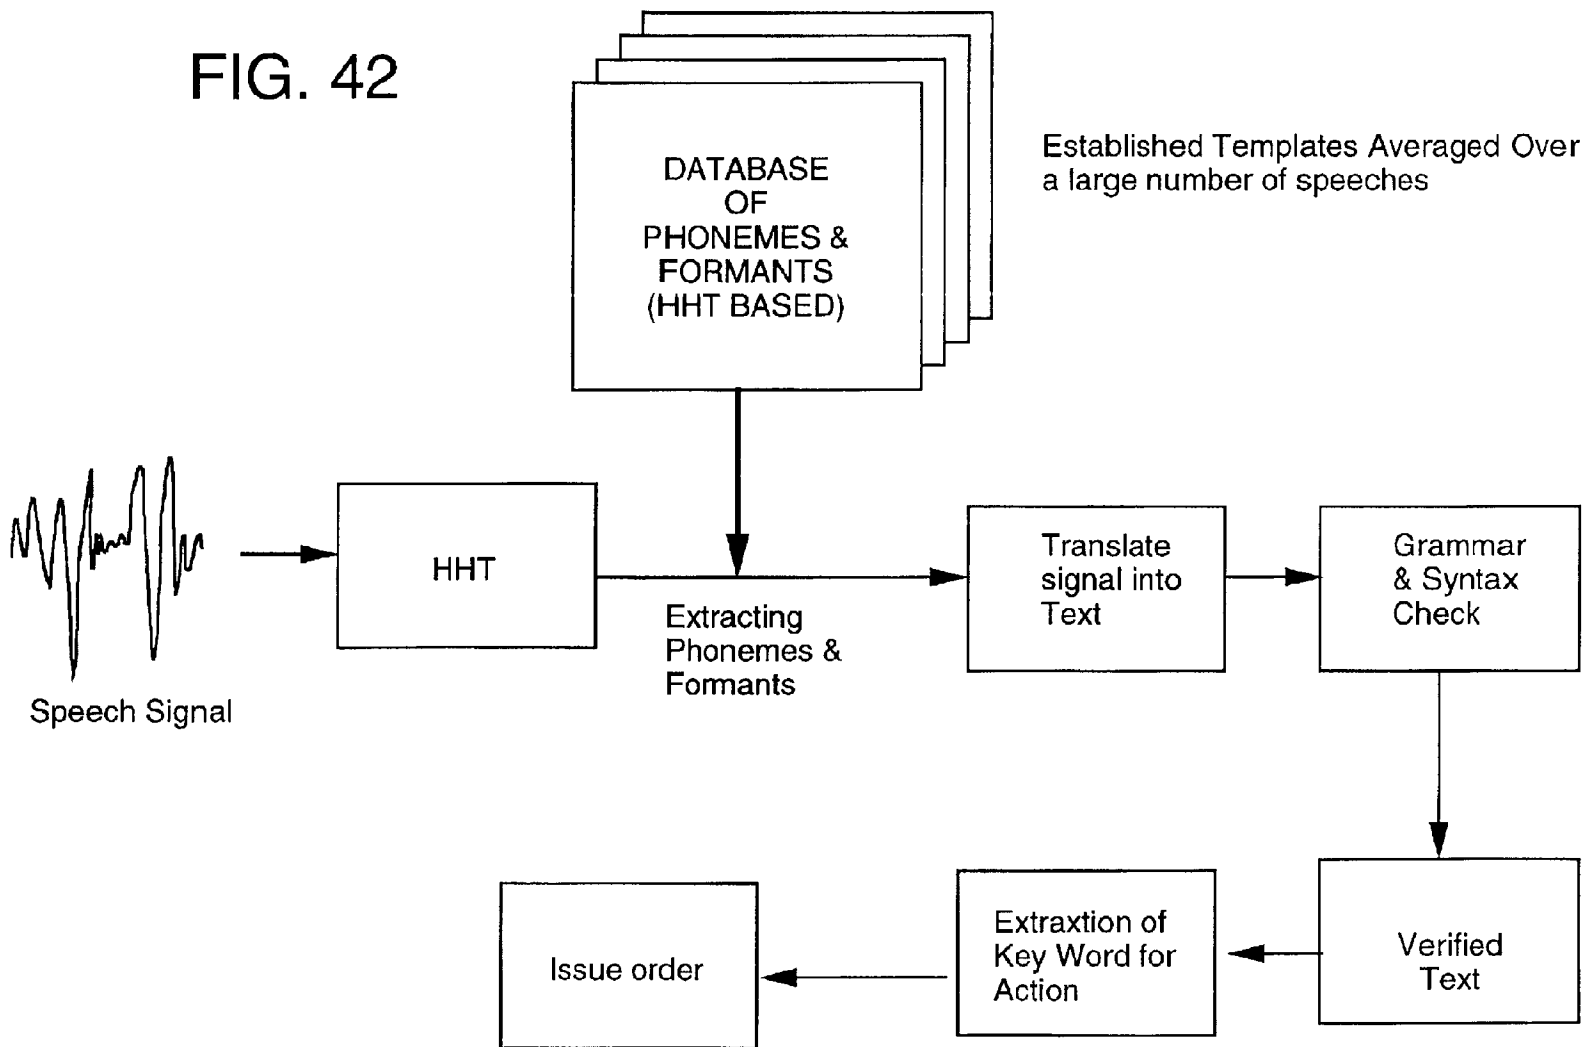 FIG. 42
DATABASE
OF
PHONEMES &
FORMANTS
(HHT BASED)
Established Templates Averaged Over
a large number of speeches
Speech Signal
HHT
Extracting
Phonemes &
Formants
Translate
signal into
Text
Grammar
& Syntax
Check
Verified
Text
Extraxtion of
Key Word for
Action
Issue order